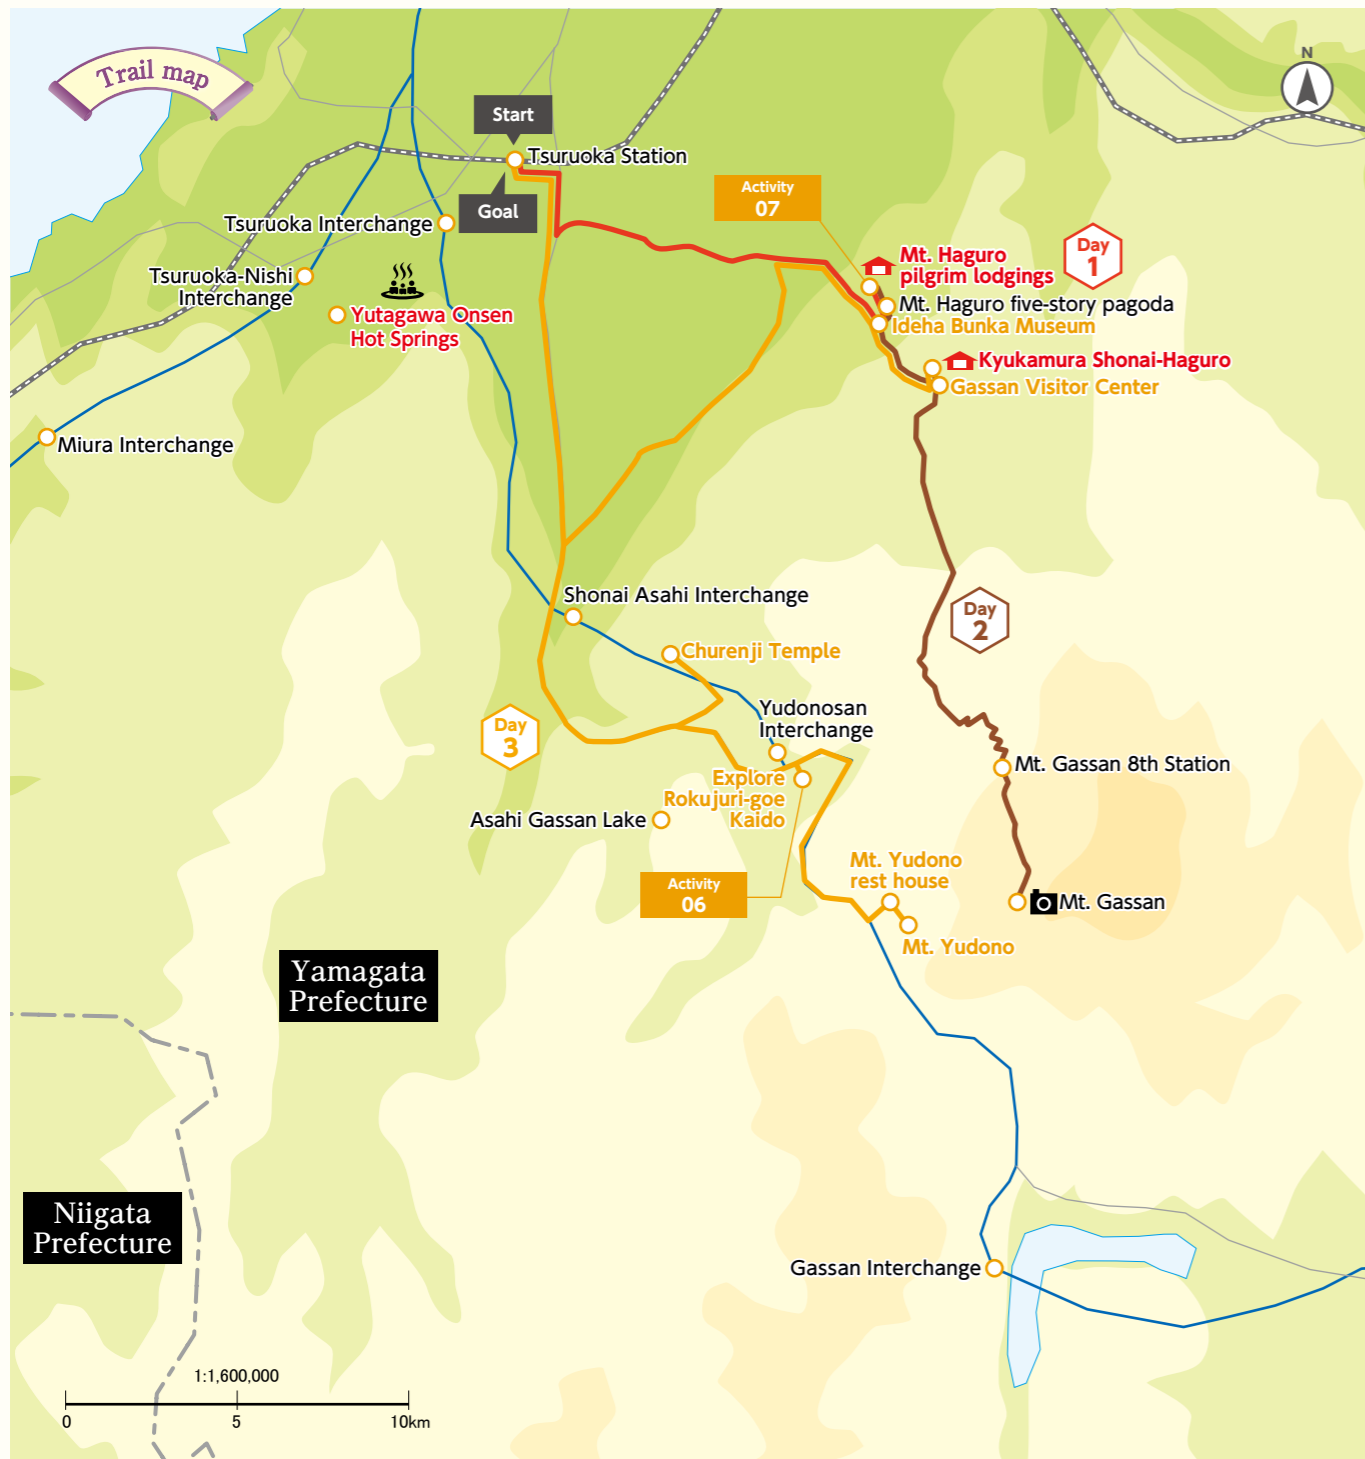 Trail map
N
Start
Tsuruoka Station
Goal
Activity
07
Tsuruoka Interchange
Mt. Haguro
pilgrim lodgings
Day
1
Tsuruoka-Nishi
Interchange
Mt. Haguro five-story pagoda
Yutagawa Onsen
Hot Springs
Ideha Bunka Museum
Kyukamura Shonai-Haguro
Gassan Visitor Center
Miura Interchange
Shonai Asahi Interchange
Day
2
Churenji Temple
Yudonosan
Interchange
Day
3
Mt. Gassan 8th Station
Explore
Rokujuri-goe
Kaido
Asahi Gassan Lake
Mt. Yudono
rest house
Activity
06
Mt. Gassan
Mt. Yudono
Yamagata
Prefecture
Niigata
Prefecture
Gassan Interchange
1:1,600,000
0 5 10km